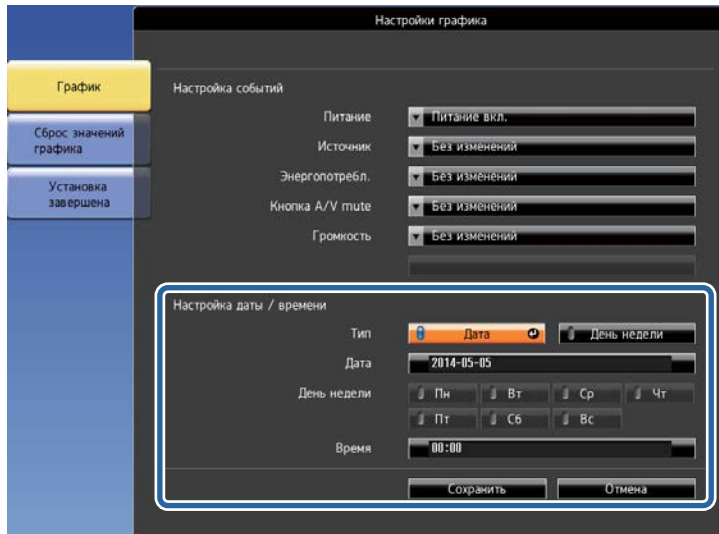 Настройки графика
График
Сброс значений
графика
Установка
завершена
Настройка событий
Питание Питание вкл.
Источник Без изменений
Энергопотребл. Без изменений
Кнопка A/V mute Без изменений
Громкость Без изменений
Настройка даты / времени
Тип Дата День недели
Дата 2014-05-05
День недели Пн Вт Ср Чт
Пт Сб Вс
Время 00:00
Сохранить Отмена